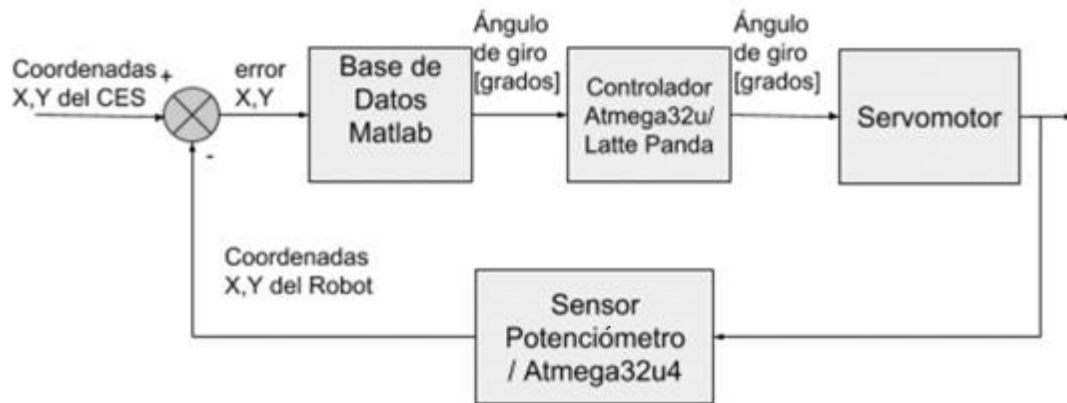 Coordenadas
X,Y del CES
+
-
error
X,Y
Base de
Datos
Matlab
Ángulo
de giro
[grados]
Controlador
Atmega32u/
Latte Panda
Ángulo
de giro
[grados]
Servomotor
Coordenadas
X,Y del Robot
Sensor
Potenciómetro
/ Atmega32u4